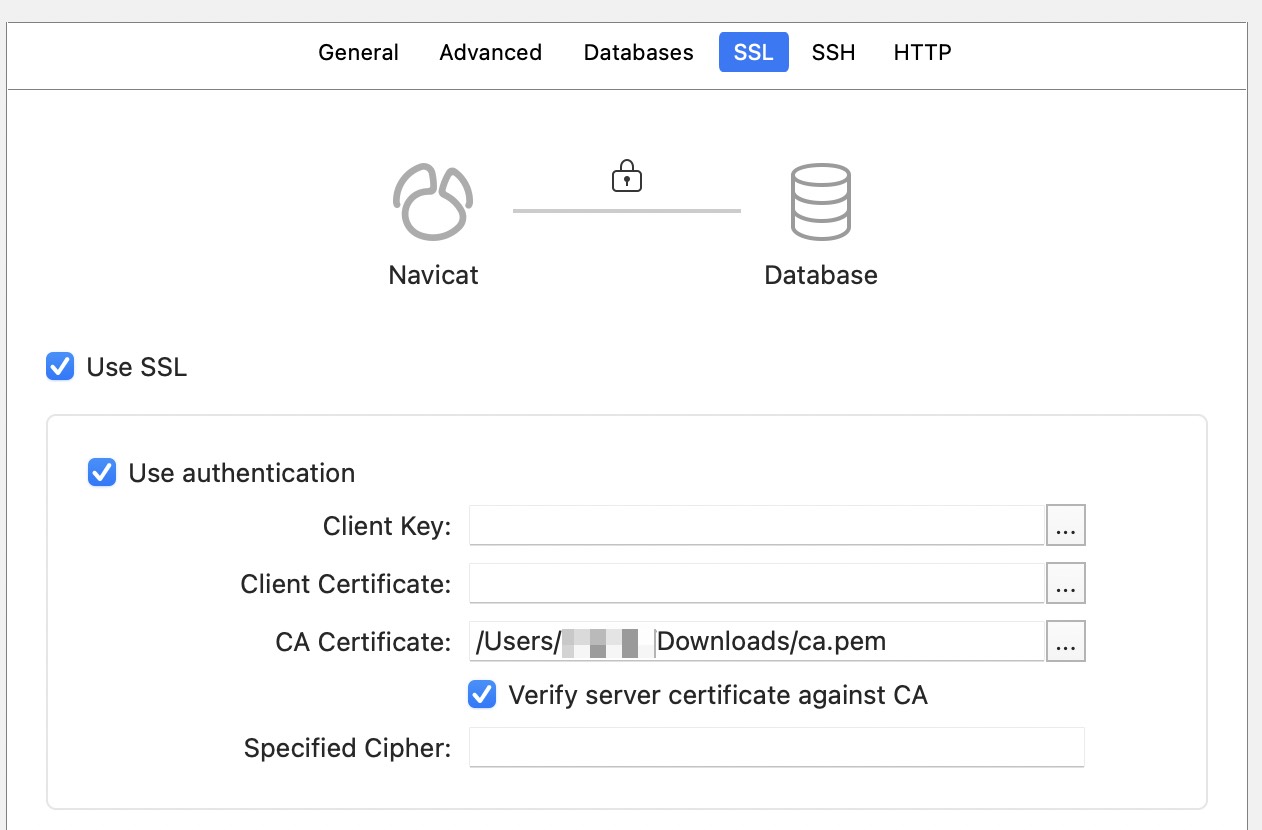 General Advanced Databases SSL SSH HTTP
Navicat Database
Use SSL
Use authentication
Client Key: ...
Client Certificate: ...
CA Certificate: /Users/ Downloads/ca.pem ...
Verify server certificate against CA
Specified Cipher: